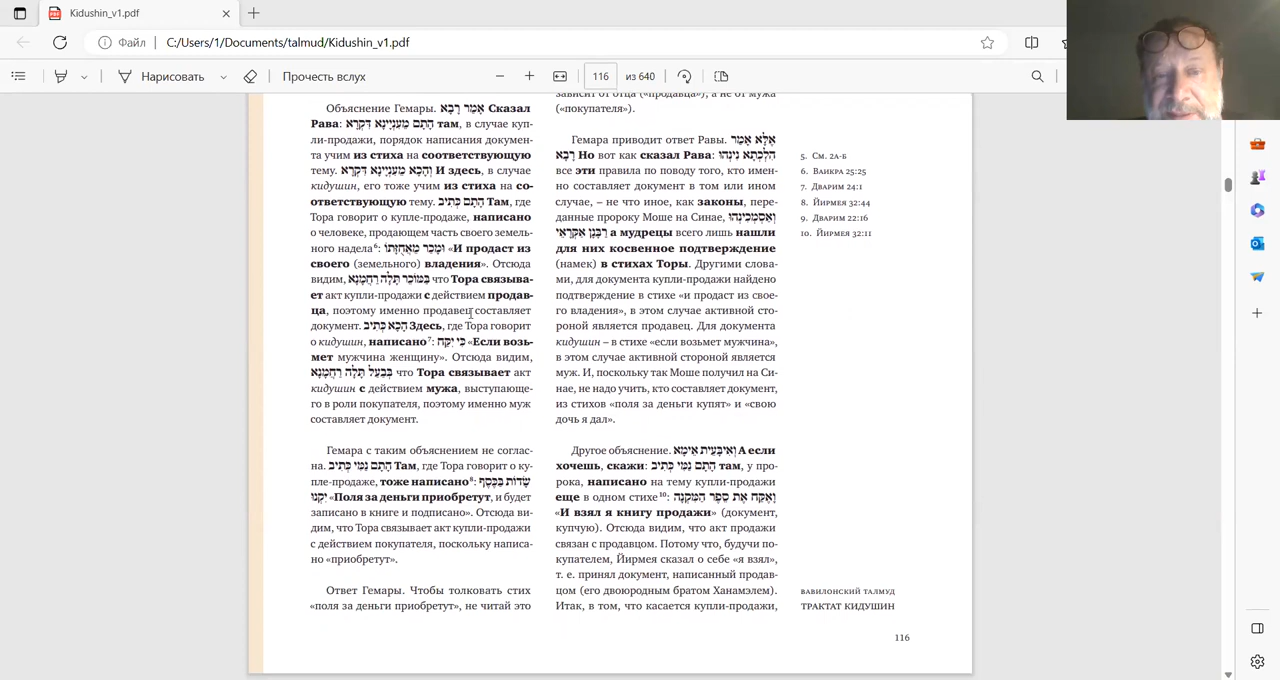 Kidushin_v1.pdf
Файл
C:/Users/1/Documents/talmud/Kidushin_v1.pdf
Нарисовать
Прочесть вслух
116
из 640
Объяснение Гемары. אָמַר רָבָא Сказал
Рава: הָתָם מֵעִנְיָינָא דִּקְרָא там, в случае куп-
ли-продажи, порядок написания докумен-
та учим из стиха на соответствующую
тему. וְהָכָא מֵעִנְיָינָא דִּקְרָא И здесь, в случае
кидушин, его тоже учим из стиха на со-
ответствующую тему. הָתָם כְּתִיב Там, где
Тора говорит о купле-продаже, написано
о человеке, продающем часть своего земель-
ного надела6: וּמָכַר מֵאֲחֻזָּתוֹ «И продаст из
своего (земельного) владения». Отсюда
видим, בְּמוֹכֵר תָּלָה רַחֲמָנָא что Тора связыва-
ет акт купли-продажи с действием продав-
ца, поэтому именно продавец составляет
документ. הָכָא כְּתִיב Здесь, где Тора говорит
о кидушин, написано7: כִּי יִקַּח «Если возь-
мет мужчина женщину». Отсюда видим,
בְּבַעַל תָּלָה רַחֲמָנָא что Тора связывает акт
кидушин с действием мужа, выступающе-
го в роли покупателя, поэтому именно муж
составляет документ.
Гемара с таким объяснением не соглас-
на. הָתָם נַמִי כְּתִיב Там, где Тора говорит о ку-
пле-продаже, тоже написано8: שָׂדוֹת בַּכֶּסֶף
יִקְנוּ «Поля за деньги приобретут, и будет
записано в книге и подписано». Отсюда ви-
дим, что Тора связывает акт купли-продажи
с действием покупателя, поскольку написа-
но «приобретут».
Ответ Гемары. Чтобы толковать стих
«поля за деньги приобретут», не читай это
зависит от отца («продавца»), а не от мужа
(«покупателя»).
Гемара приводит ответ Равы. אֶלָּא אָמַר
רָבָא Но вот как сказал Рава: הִלְכְתָא נִינְהוּ
все эти правила по поводу того, кто имен-
но составляет документ в том или ином
случае, – не что иное, как законы, пере-
данные пророку Моше на Синае, וְאַסְמְכִינְהוּ
רַבָּנַן אַקְּרָאֵי а мудрецы всего лишь нашли
для них косвенное подтверждение
(намек) в стихах Торы. Другими слова-
ми, для документа купли-продажи найдено
подтверждение в стихе «и продаст из свое-
го владения», в этом случае активной сто-
роной является продавец. Для документа
кидушин – в стихе «если возьмет мужчина»,
в этом случае активной стороной является
муж. И, поскольку так Моше получил на Си-
нае, не надо учить, кто составляет документ,
из стихов «поля за деньги купят» и «свою
дочь я дал».
Другое объяснение. וְאִיבָּעֵית אֵימָא А если
хочешь, скажи: הָתָם נַמִי כְּתִיב там, у про-
рока, написано на тему купли-продажи
еще в одном стихе10: וָאֶקַּח אֶת סֵפֶר הַמִּקְנָה
«И взял я книгу продажи» (документ,
купчую). Отсюда видим, что акт продажи
связан с продавцом. Потому что, будучи по-
купателем, Йирмея сказал о себе «я взял»,
т. е. принял документ, написанный продав-
цом (его двоюродным братом Ханамэлем).
Итак, в том, что касается купли-продажи,
5. См. 2а-б
6. Ваикра 25:25
7. Дварим 24:1
8. Йирмея 32:44
9. Дварим 22:16
10. Йирмея 32:11
ВАВИЛОНСКИЙ ТАЛМУД
ТРАКТАТ КИДУШИН
116